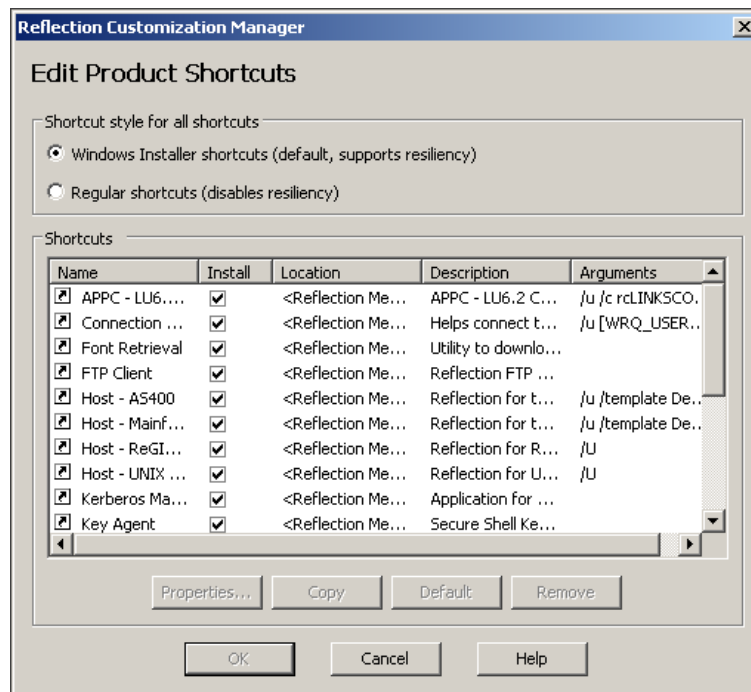 Reflection Customization Manager
Edit Product Shortcuts
Shortcut style for all shortcuts
Windows Installer shortcuts (default, supports resiliency)
Regular shortcuts (disables resiliency)
Shortcuts
Name Install Location Description Arguments
APPC - LU6.... <Reflection Me... APPC - LU6.2 C... /u /c rcLINKSCO...
Connection ... <Reflection Me... Helps connect t... /u [WRQ_USER...
Font Retrieval <Reflection Me... Utility to downlo...
FTP Client <Reflection Me... Reflection FTP ...
Host - AS400 <Reflection Me... Reflection for t... /u /template De...
Host - Mainf... <Reflection Me... Reflection for t... /u /template De...
Host - ReGI... <Reflection Me... Reflection for R... /U
Host - UNIX ... <Reflection Me... Reflection for U... /U
Kerberos Ma... <Reflection Me... Application for ...
Key Agent <Reflection Me... Secure Shell Ke...
Properties... Copy Default Remove
OK Cancel Help